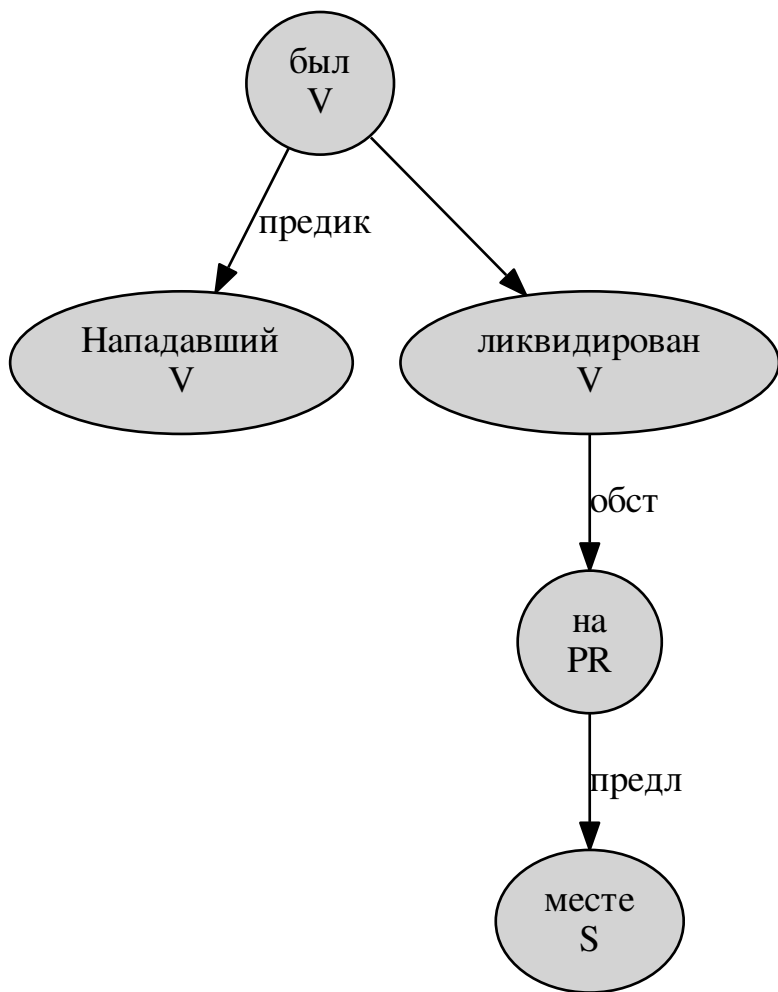 был
V
предик
Нападавший
V
ликвидирован
V
обст
на
PR
предл
месте
S